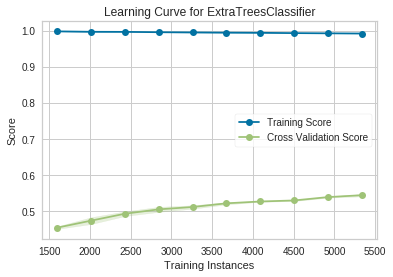 Learning Curve for ExtraTreesClassifier
1.0
0.9
0.8
0.7
0.6
0.5
Score
Training Score
Cross Validation Score
1500 2000 2500 3000 3500 4000 4500 5000 5500
Training Instances